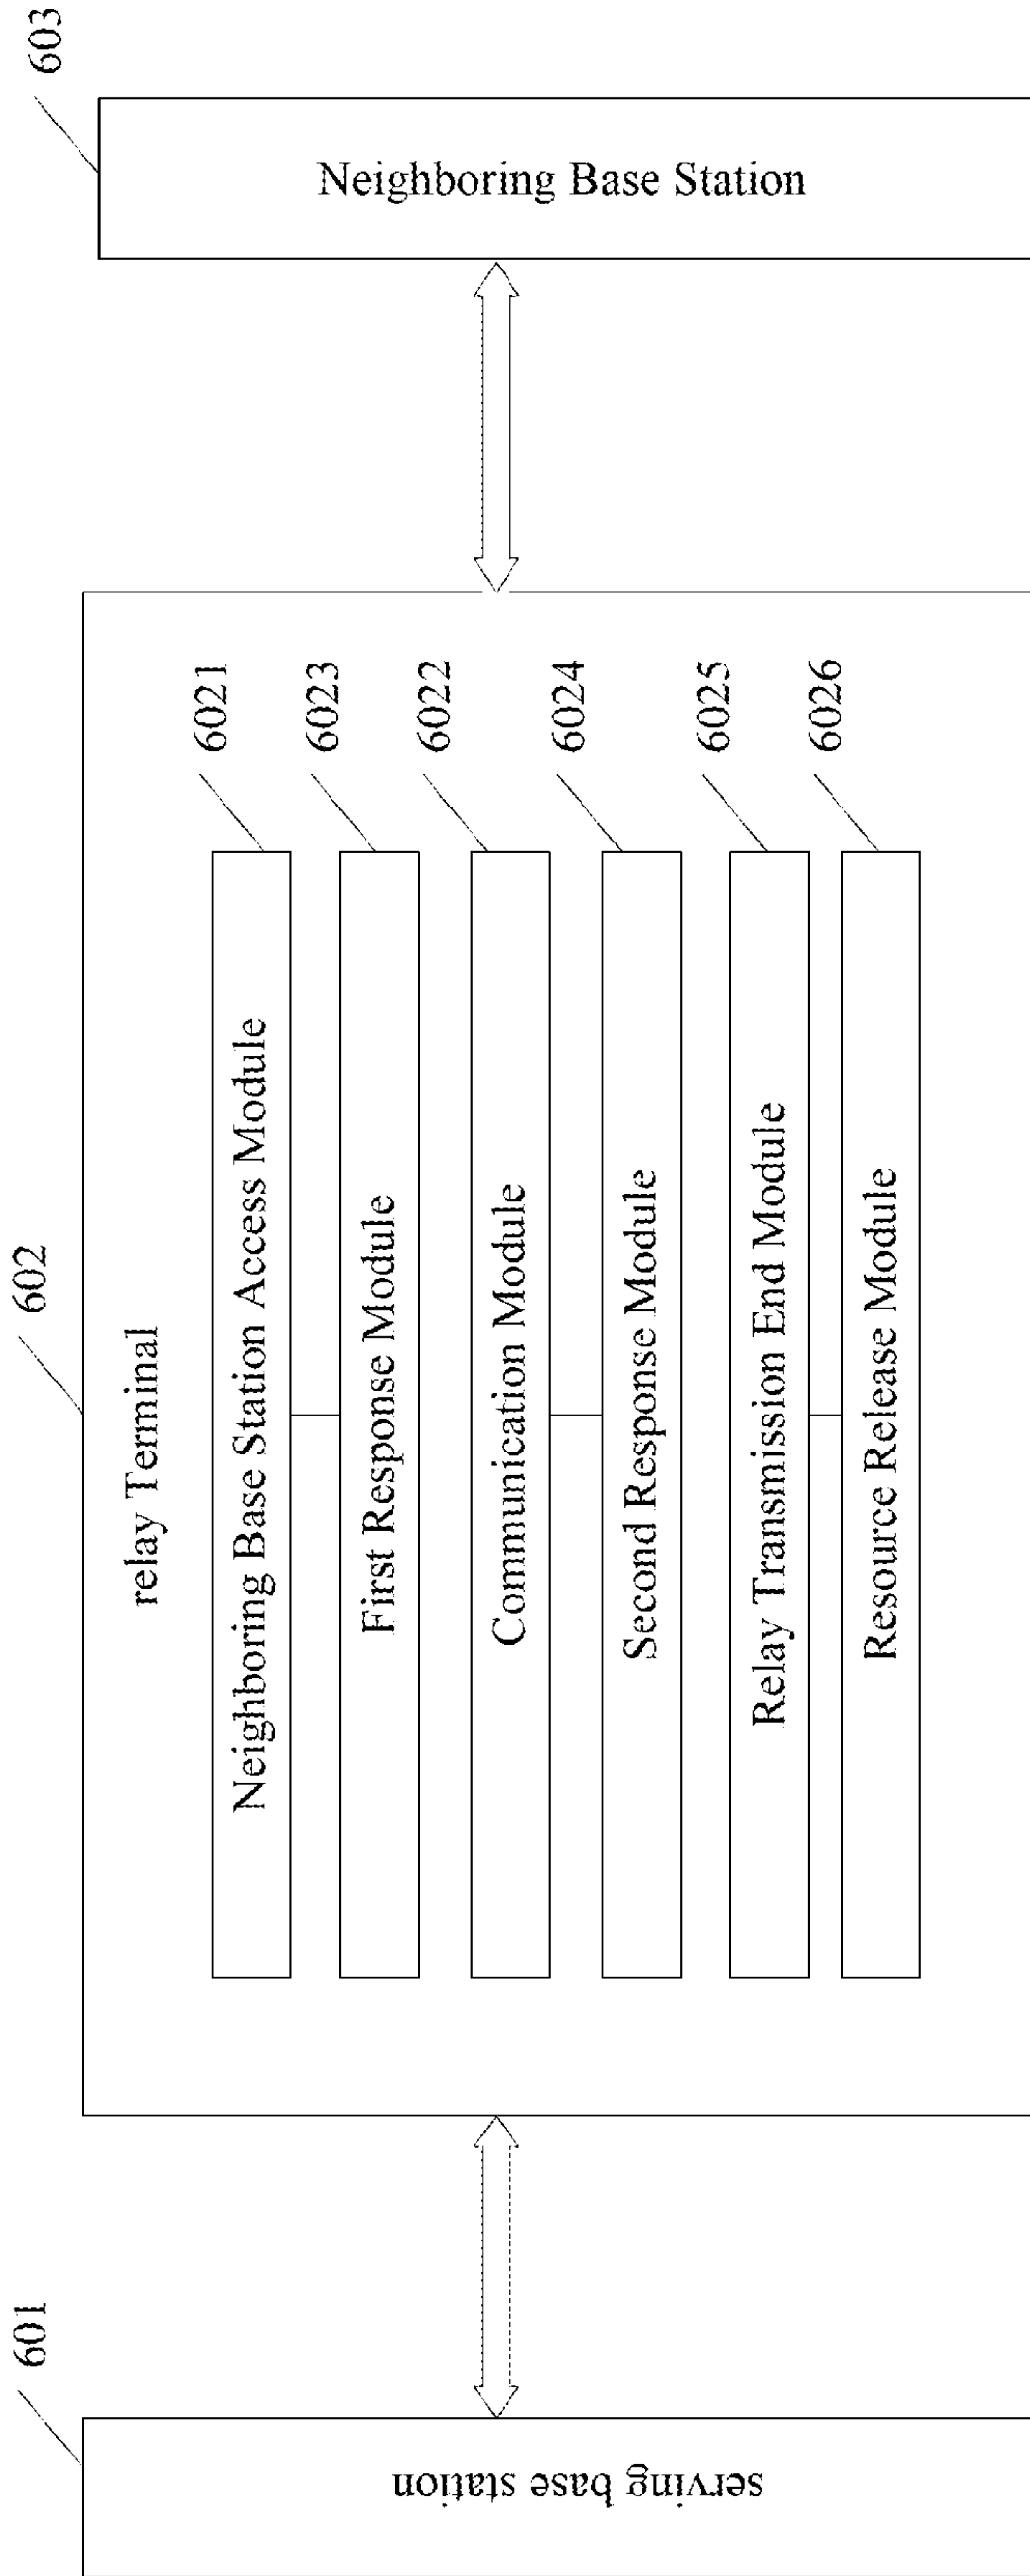 601
serving base station
602
relay Terminal
Neighboring Base Station Access Module
6021
First Response Module
6023
Communication Module
6022
Second Response Module
6024
Relay Transmission End Module
6025
Resource Release Module
6026
603
Neighboring Base Station